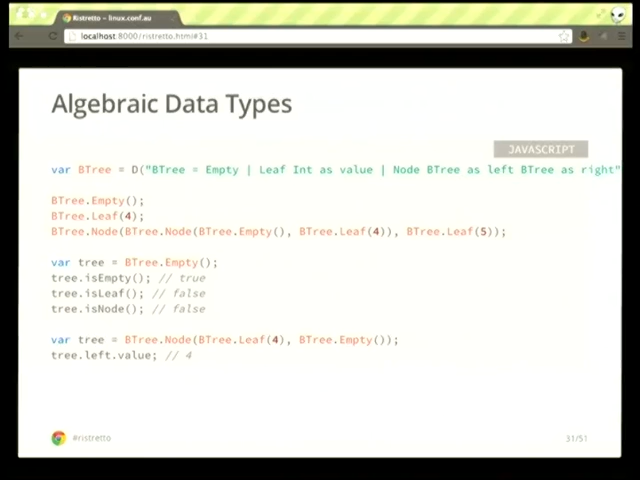 Ristretto – linux.conf.au
localhost:8000/ristretto.html#31
Algebraic Data Types
JAVASCRIPT
var BTree = D("BTree = Empty | Leaf Int as value | Node BTree as left BTree as right"
BTree.Empty();
BTree.Leaf(4);
BTree.Node(BTree.Node(BTree.Empty(), BTree.Leaf(4)), BTree.Leaf(5));
var tree = BTree.Empty();
tree.isEmpty(); // true
tree.isLeaf(); // false
tree.isNode(); // false
var tree = BTree.Node(BTree.Leaf(4), BTree.Empty());
tree.left.value; // 4
#ristretto
31/51